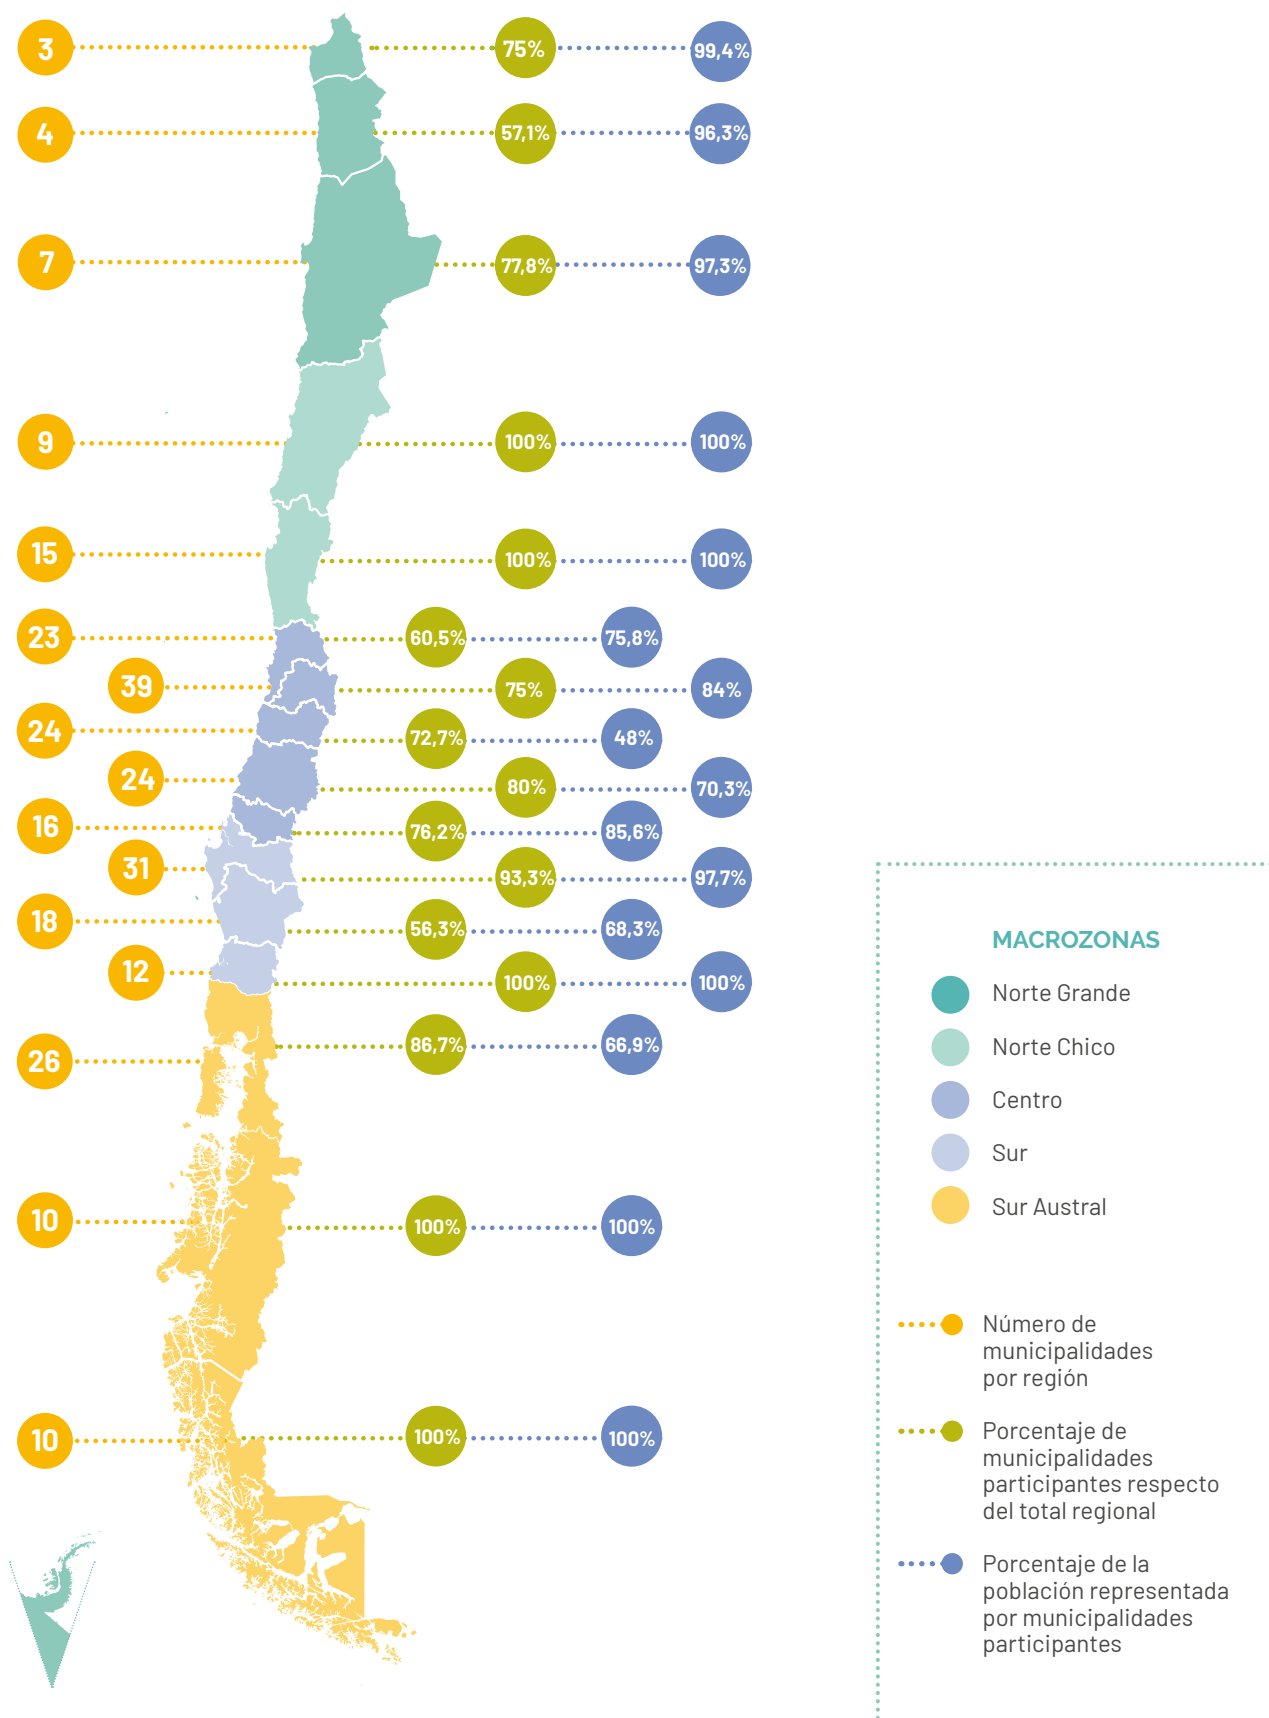 3 75% 99,4%
4 57,1% 96,3%
7 77,8% 97,3%
9 100% 100%
15 100% 100%
23 60,5% 75,8%
39 75% 84%
24 72,7% 48%
24 80% 70,3%
16 76,2% 85,6%
31 93,3% 97,7%
18 56,3% 68,3%
12 100% 100%
26 86,7% 66,9%
10 100% 100%
10 100% 100%
MACROZONAS
Norte Grande
Norte Chico
Centro
Sur
Sur Austral
Número de
municipalidades
por región
Porcentaje de
municipalidades
participantes respecto
del total regional
Porcentaje de la
población representada
por municipalidades
participantes